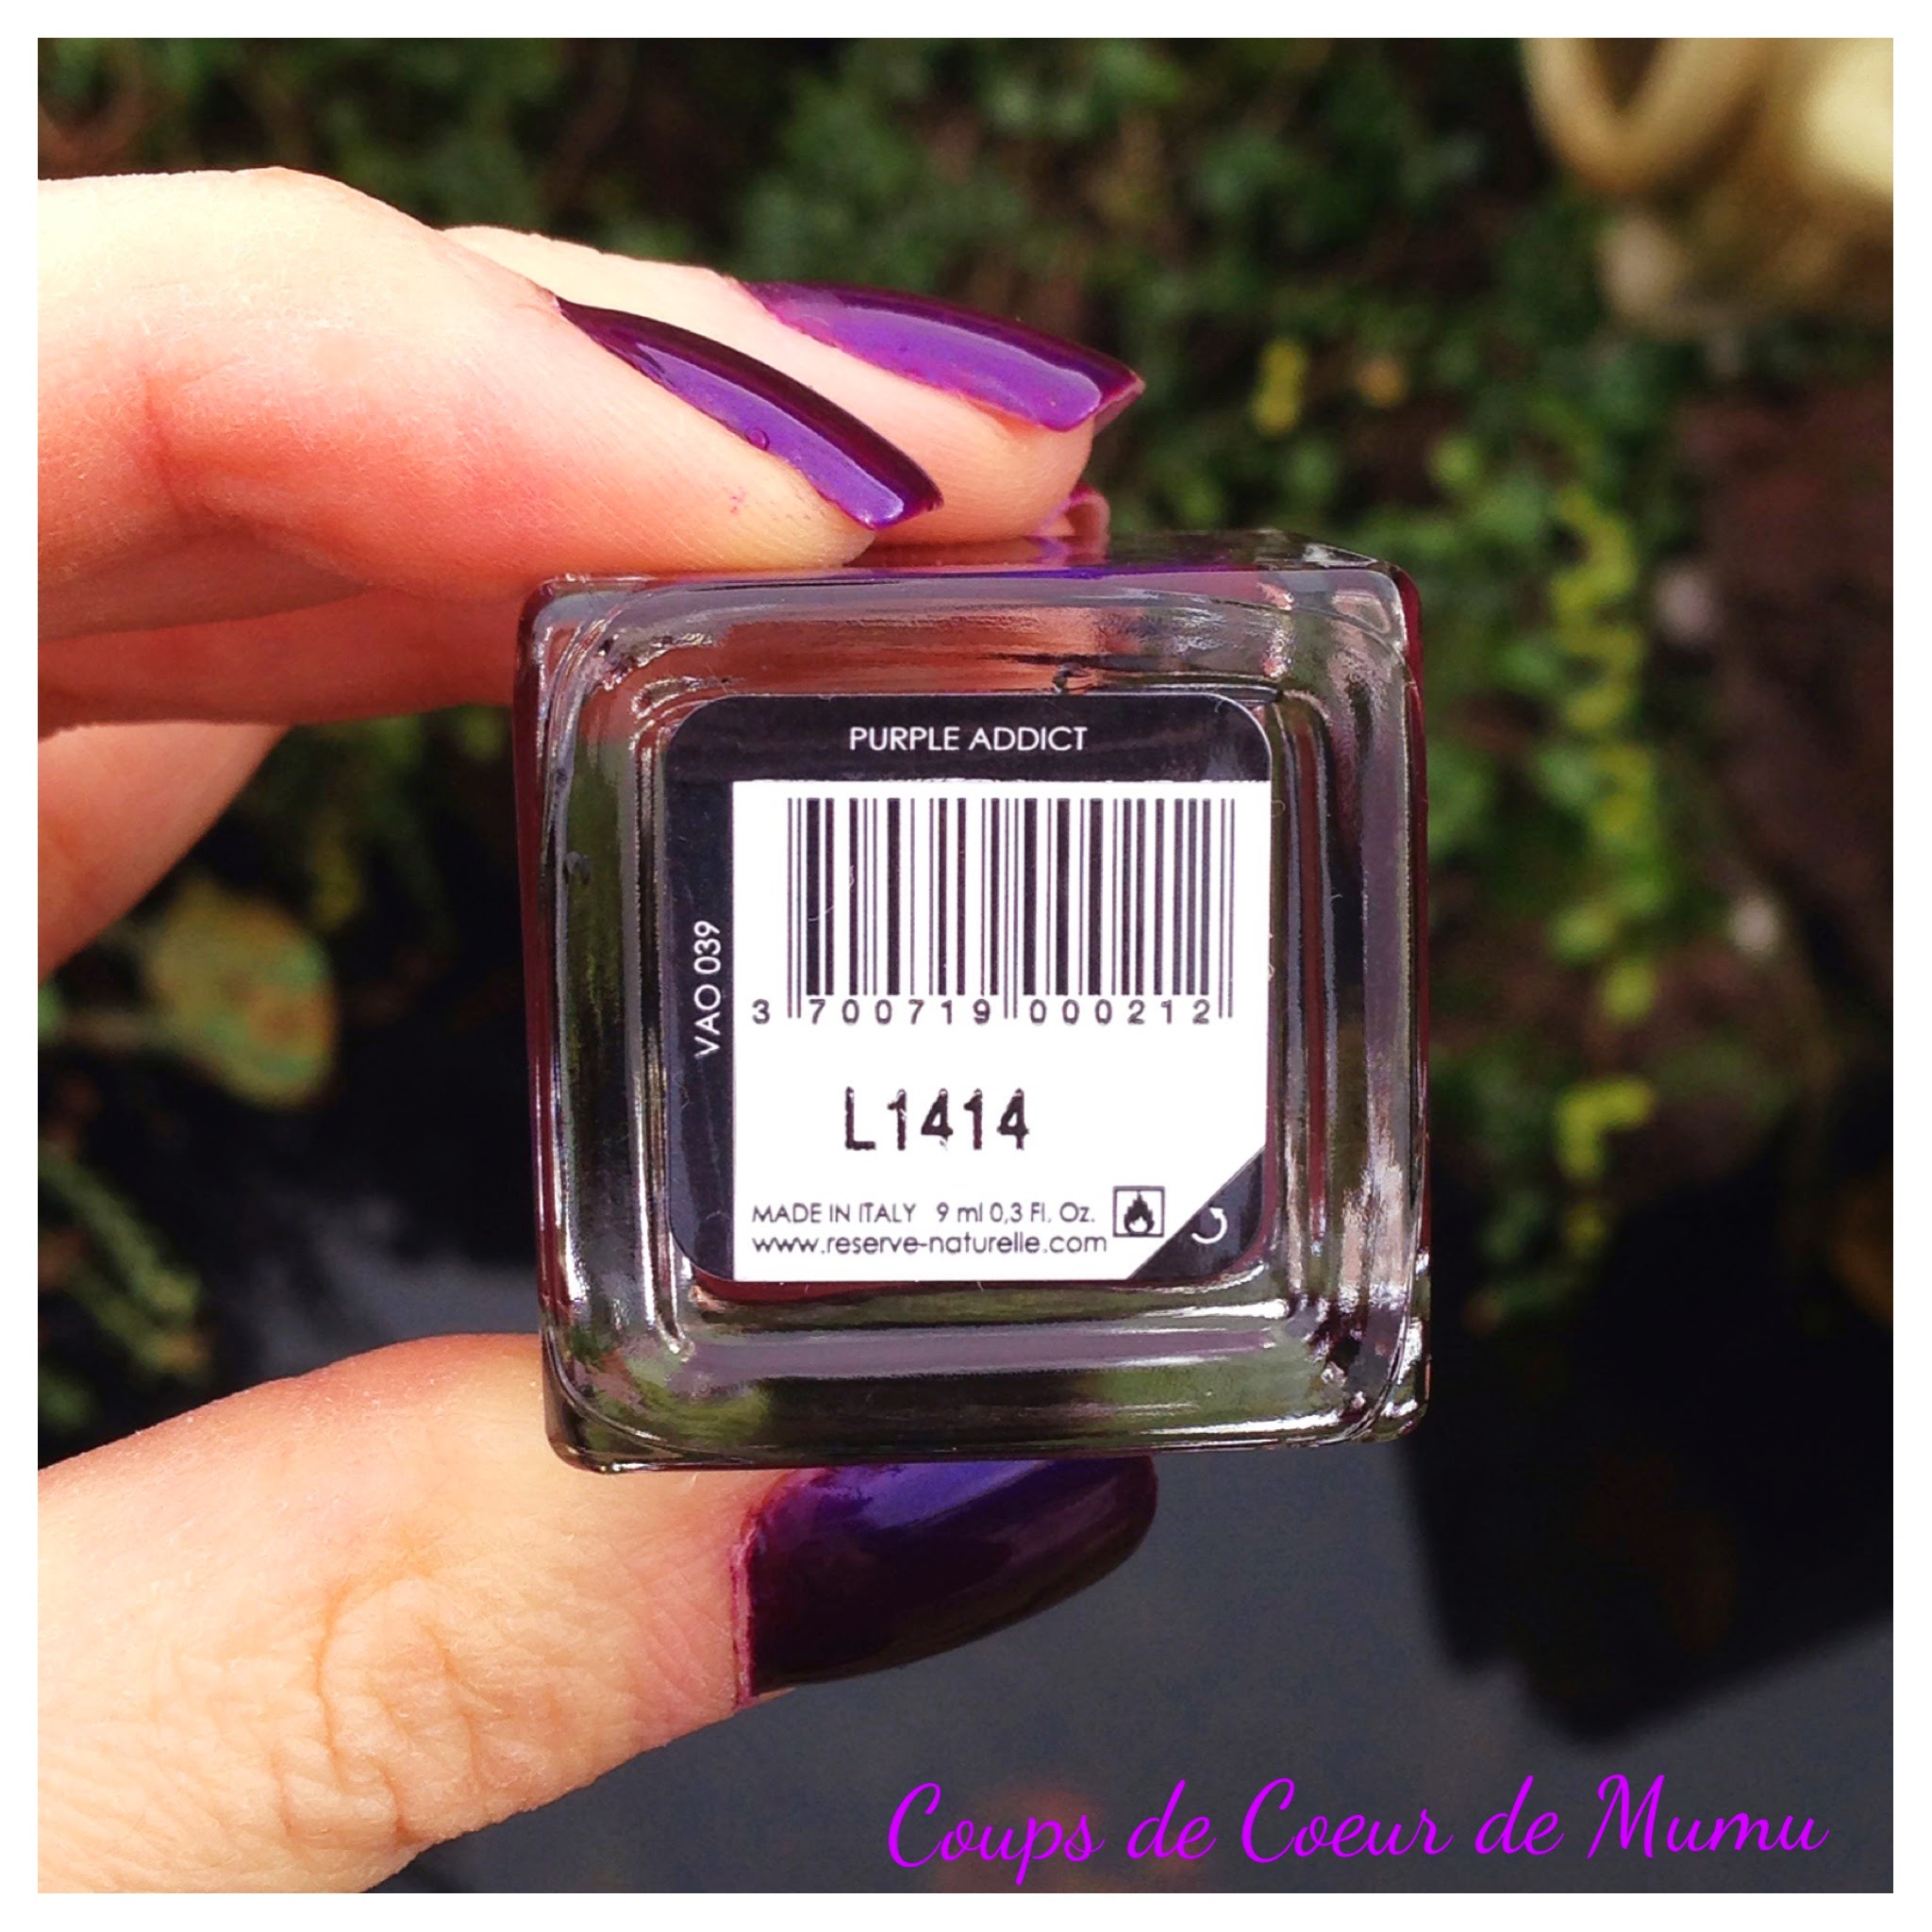 PURPLE ADDICT
VAO 039
3 700719 000212
L1414
MADE IN ITALY 9 ml 0,3 Fl. Oz.
www.reserve-naturelle.com
Coups de Coeur de Mumu